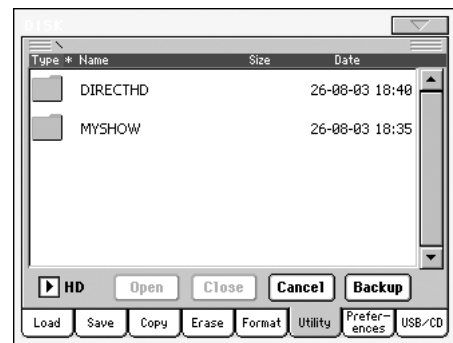 DISK
Type * Name Size Date
DIRECTHD 26-08-03 18:40
MYSHOW 26-08-03 18:35
HD Open Close Cancel Backup
Load Save Copy Erase Format Utility Prefer-
ences USB/CD